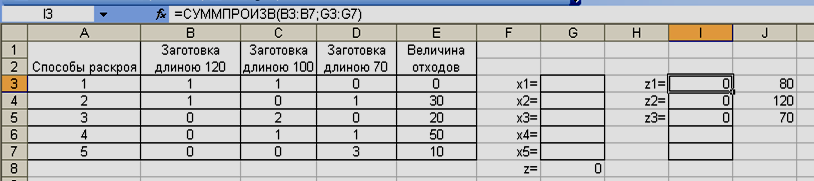 I3 fx =СУММПРОИЗВ(B3:B7;G3:G7)
A B C D E F G H I J
1 Заготовка Заготовка Заготовка Величина
2 Способы раскроя длиною 120 длиною 100 длиною 70 отходов
3 1 1 1 0 0 x1= z1= 0 80
4 2 1 0 1 30 x2= z2= 0 120
5 3 0 2 0 20 x3= z3= 0 70
6 4 0 1 1 50 x4=
7 5 0 0 3 10 x5=
8 z= 0